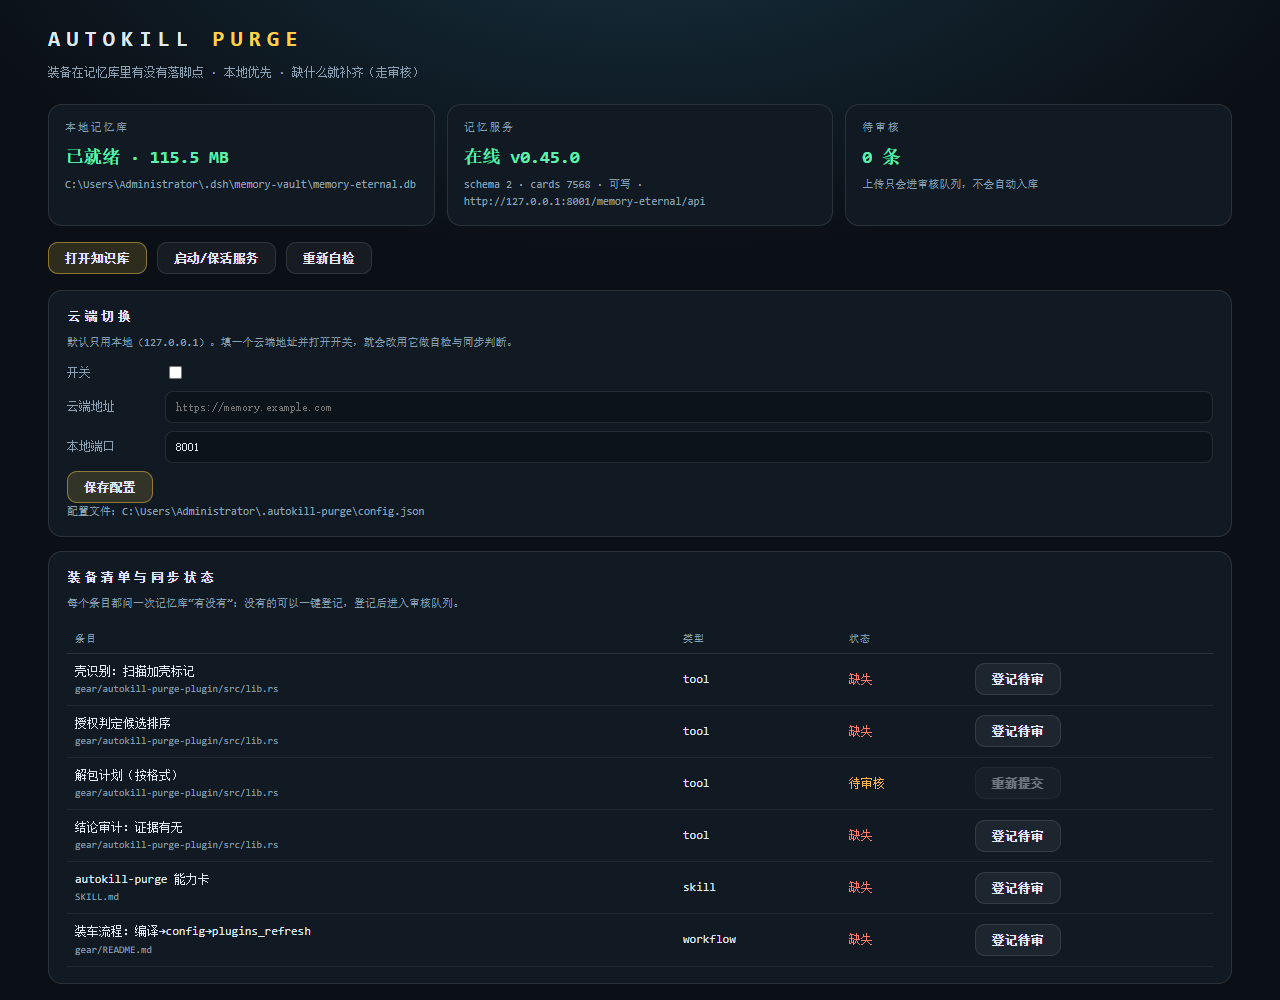 AUTOKILL PURGE
装备在记忆库里有没有落脚点 · 本地优先 · 缺什么就补齐（走审核）
本地记忆库
已就绪 · 115.5 MB
C:\Users\Administrator\.dsh\memory-vault\memory-eternal.db
记忆服务
在线 v0.45.0
schema 2 · cards 7568 · 可写 ·
http://127.0.0.1:8001/memory-eternal/api
待审核
0 条
上传只会进审核队列，不会自动入库
打开知识库
启动/保活服务
重新自检
云端切换
默认只用本地（127.0.0.1）。填一个云端地址并打开开关，就会改用它做自检与同步判断。
开关
云端地址
https://memory.example.com
本地端口
8001
保存配置
配置文件: C:\Users\Administrator\.autokill-purge\config.json
装备清单与同步状态
每个条目都问一次记忆库“有没有”：没有的可以一键登记，登记后进入审核队列。
条目 类型 状态
壳识别：扫描加壳标记
gear/autokill-purge-plugin/src/lib.rs
tool 缺失 登记待审
授权判定候选排序
gear/autokill-purge-plugin/src/lib.rs
tool 缺失 登记待审
解包计划（按格式）
gear/autokill-purge-plugin/src/lib.rs
tool 待审核 重新提交
结论审计：证据有无
gear/autokill-purge-plugin/src/lib.rs
tool 缺失 登记待审
autokill-purge 能力卡
SKILL.md
skill 缺失 登记待审
装车流程：编译→config→plugins_refresh
gear/README.md
workflow 缺失 登记待审